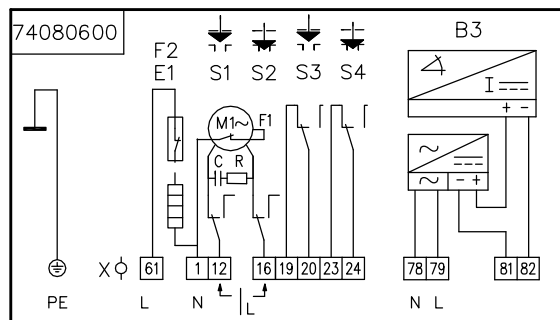 74080600
F2
E1 S1 S2 S3 S4 B3
I
+ -
M1~ F1
C R
~
~ - +
X 61 1 12 16 19 20 23 24 78 79 81 82
PE L N L N L